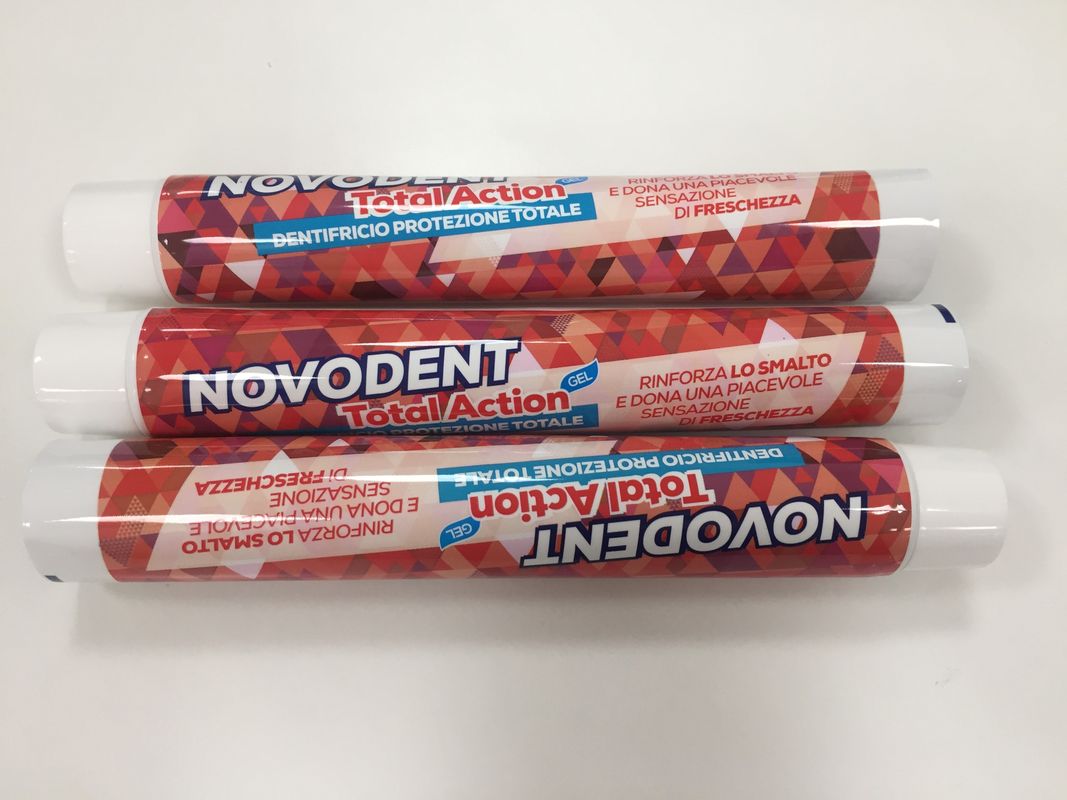 NOVODENT
Total Action
GEL
DENTIFRICIO PROTEZIONE TOTALE
RINFORZA LO SMALTO
E DONA UNA PIACEVOLE
SENSAZIONE
DI FRESCHEZZA
NOVODENT
Total Action
GEL
PROTEZIONE TOTALE
RINFORZA LO SMALTO
E DONA UNA PIACEVOLE
SENSAZIONE
DI FRESCHEZZA
NOVODENT
Total Action
GEL
DENTIFRICIO PROTEZIONE TOTALE
RINFORZA LO SMALTO
E DONA UNA PIACEVOLE
SENSAZIONE
DI FRESCHEZZA